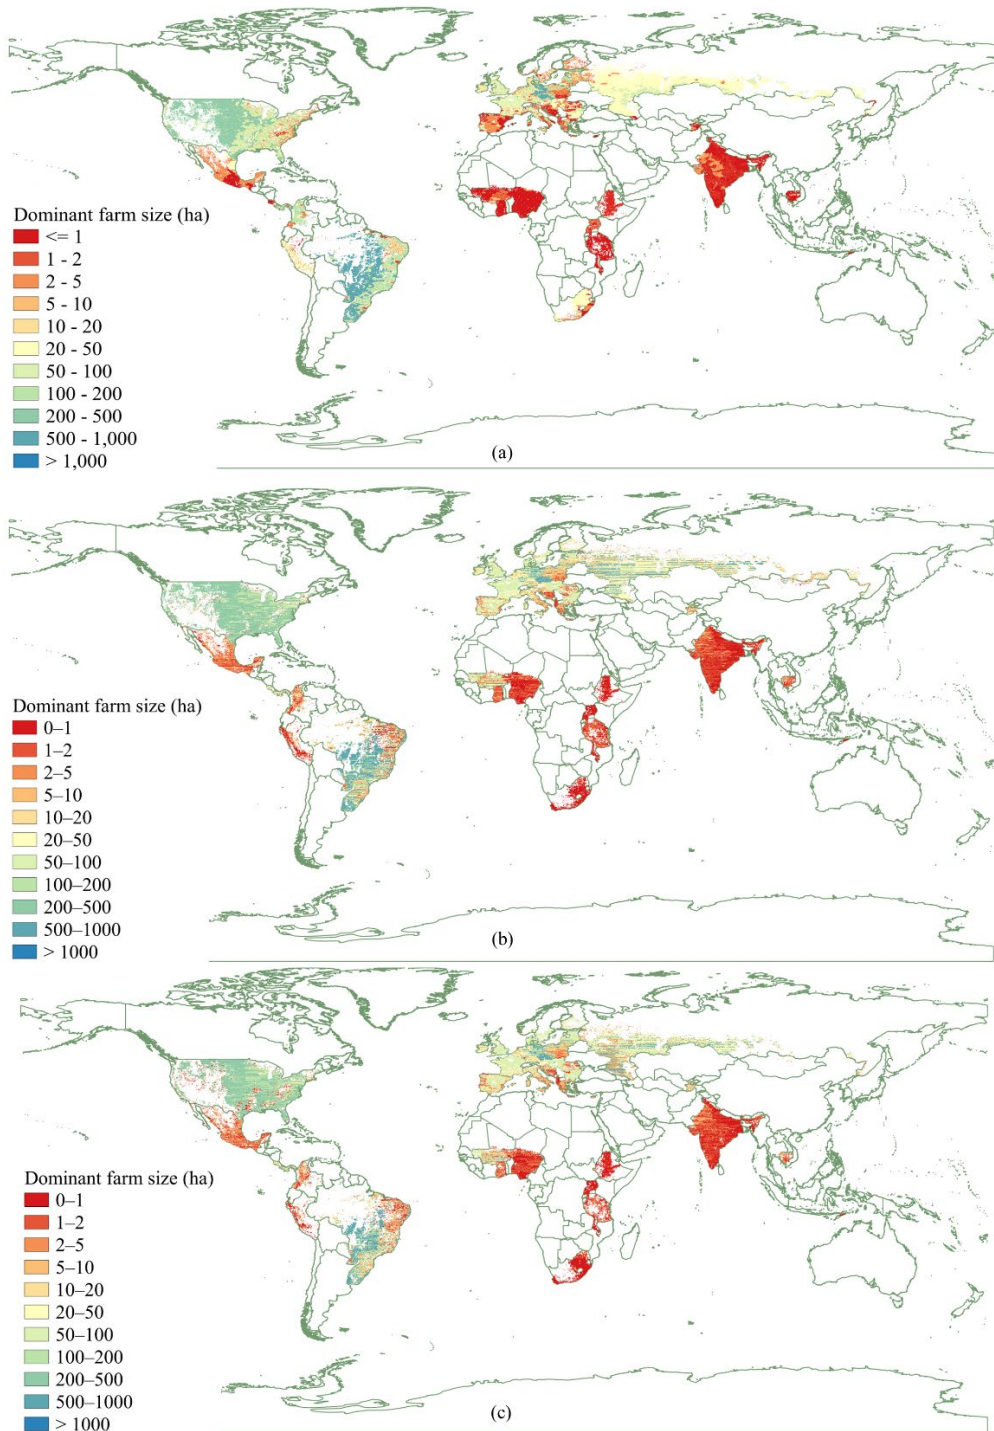 Dominant farm size (ha)
<= 1
1 - 2
2 - 5
5 - 10
10 - 20
20 - 50
50 - 100
100 - 200
200 - 500
500 - 1,000
> 1,000
(a)
Dominant farm size (ha)
0–1
1–2
2–5
5–10
10–20
20–50
50–100
100–200
200–500
500–1000
> 1000
(b)
Dominant farm size (ha)
0–1
1–2
2–5
5–10
10–20
20–50
50–100
100–200
200–500
500–1000
> 1000
(c)